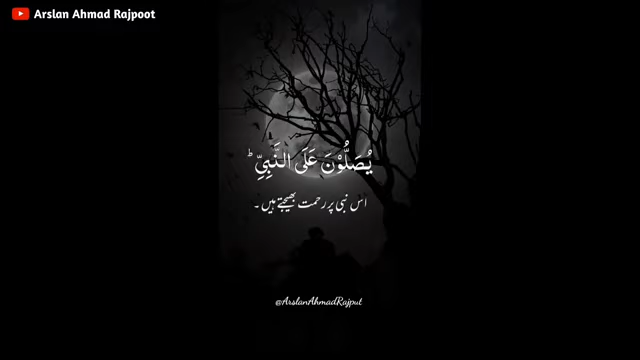 Arslan Ahmad Rajpoot
يُصَلُّوْنَ عَلَى النَّبِيِّ ؕ
اس نبی پر رحمت بھیجتے ہیں ۔
@ArslanAhmadRajput